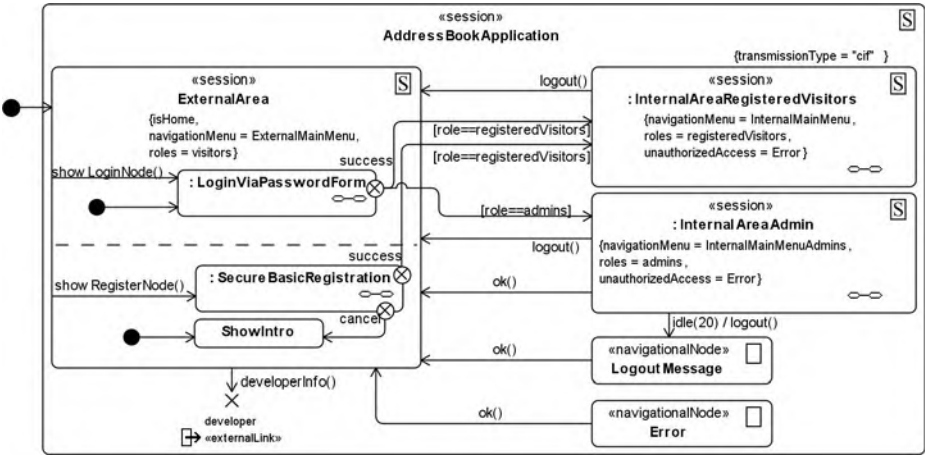 «session»
S
AddressBookApplication
{transmissionType = "cif" }
«session»
S
ExternalArea
{isHome,
navigationMenu = ExternalMainMenu,
roles = visitors}
logout()
«session»
S
: InternalAreaRegisteredVisitors
{navigationMenu = InternalMainMenu,
roles = registeredVisitors,
unauthorizedAccess = Error}
[role==registeredVisitors]
[role==registeredVisitors]
success
show LoginNode()
: LoginViaPasswordForm
[role==admins]
«session»
S
: InternalAreaAdmin
{navigationMenu = InternalMainMenuAdmins,
roles = admins,
unauthorizedAccess = Error}
logout()
success
show RegisterNode()
: SecureBasicRegistration
ok()
cancel
ShowIntro
idle(20) / logout()
ok()
«navigationalNode»
LogoutMessage
developerInfo()
developer
«externalLink»
ok()
«navigationalNode»
Error